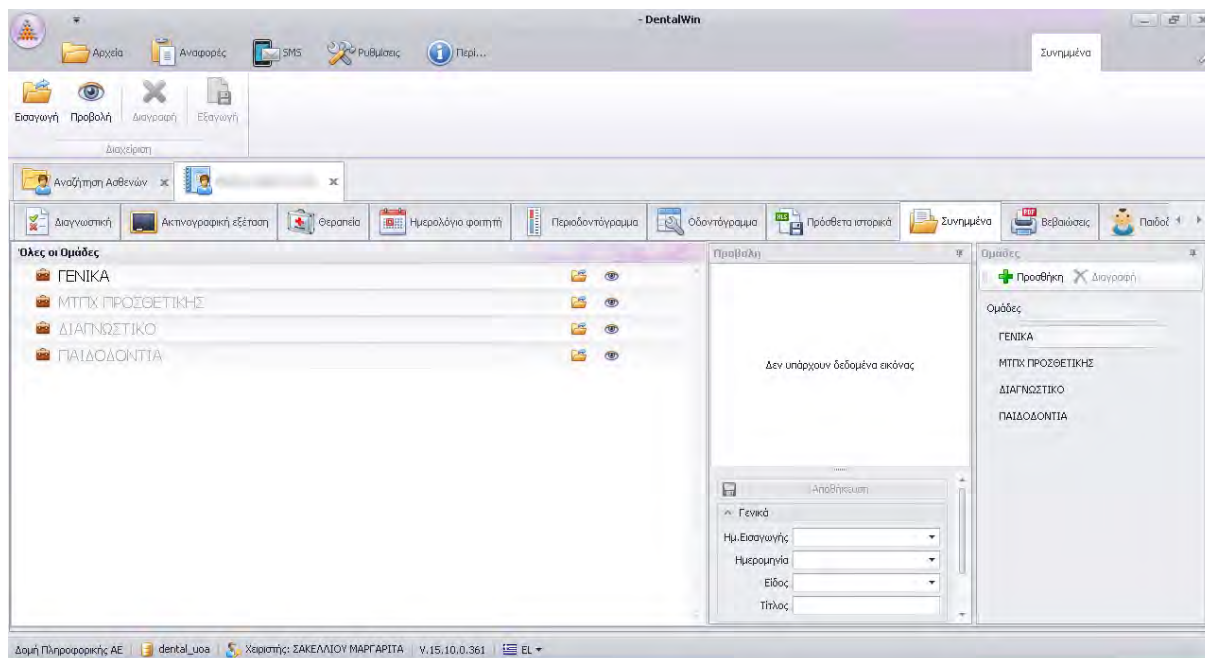 - DentalWin
Αρχεία Αναφορές SMS Ρυθμίσεις Περί... Συνημμένα
Εισαγωγή Προβολή Διαγραφή Εξαγωγή
Διαχείριση
Αναζήτηση Ασθενών
Διαγνωστική Ακτινογραφική εξέταση Θεραπεία Ημερολόγιο φοιτητή Περιοδοντόγραμμα Οδοντόγραμμα Πρόσθετα ιστορικά Συνημμένα Βεβαιώσεις
Όλες οι Ομάδες Προβολή Ομάδες
ΓΕΝΙΚΑ Προσθήκη Διαγραφή
ΜΤΠΧ ΠΡΟΣΘΕΤΙΚΗΣ Ομάδες
ΔΙΑΓΝΩΣΤΙΚΟ ΓΕΝΙΚΑ
ΠΑΙΔΟΔΟΝΤΙΑ Δεν υπάρχουν δεδομένα εικόνας ΜΤΠΧ ΠΡΟΣΘΕΤΙΚΗΣ
ΔΙΑΓΝΩΣΤΙΚΟ
ΠΑΙΔΟΔΟΝΤΙΑ
Αποθήκευση
Γενικά
Ημ.Εισαγωγής
Ημερομηνία
Είδος
Τίτλος
Δομή Πληροφορικής ΑΕ dental_uoa Χειριστής: ΣΑΚΕΛΛΙΟΥ ΜΑΡΓΑΡΙΤΑ V.15.10.0.361 EL